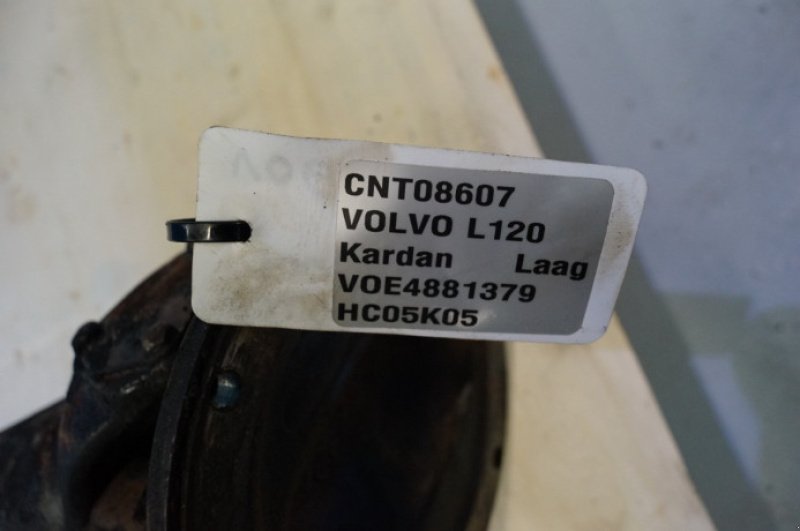 CNT08607
VOLVO L120
Kardan Laag
VOE4881379
HC05K05